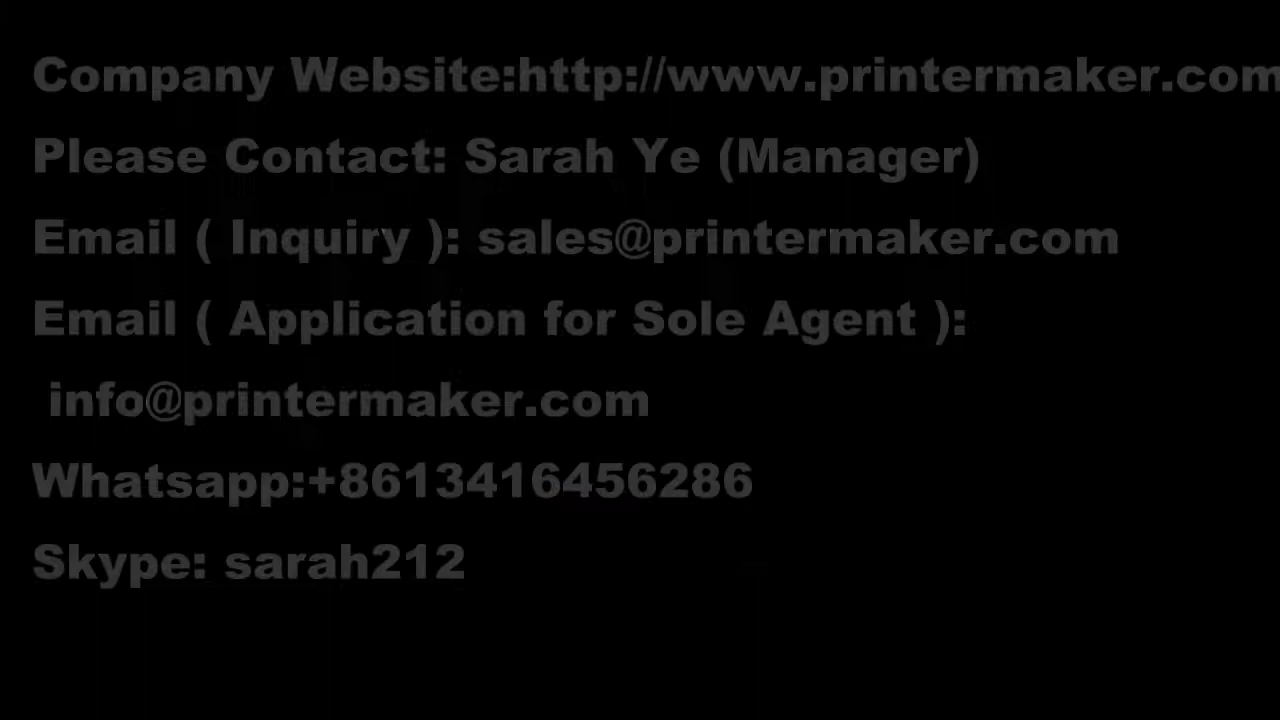 Company Website:http://www.printermaker.com
Please Contact: Sarah Ye (Manager)
Email ( Inquiry ): sales@printermaker.com
Email ( Application for Sole Agent ):
info@printermaker.com
Whatsapp:+8613416456286
Skype: sarah212